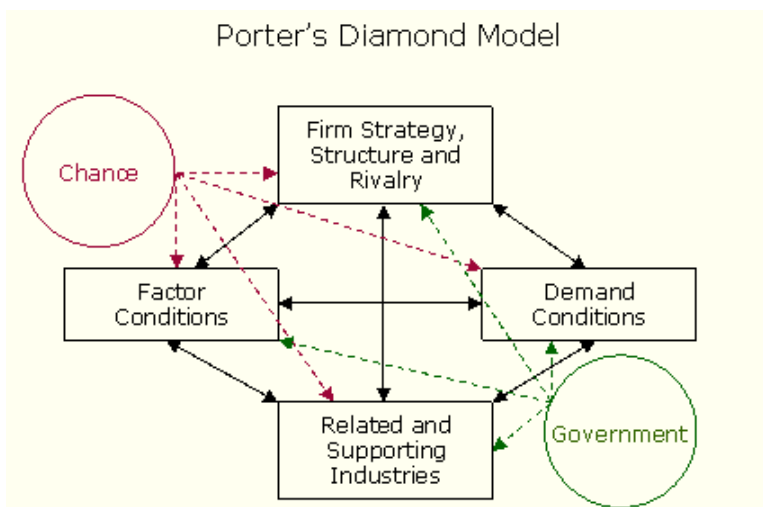 Porter's Diamond Model
Firm Strategy,
Structure and
Rivalry
Chance
Factor
Conditions
Demand
Conditions
Related and
Supporting
Industries
Government